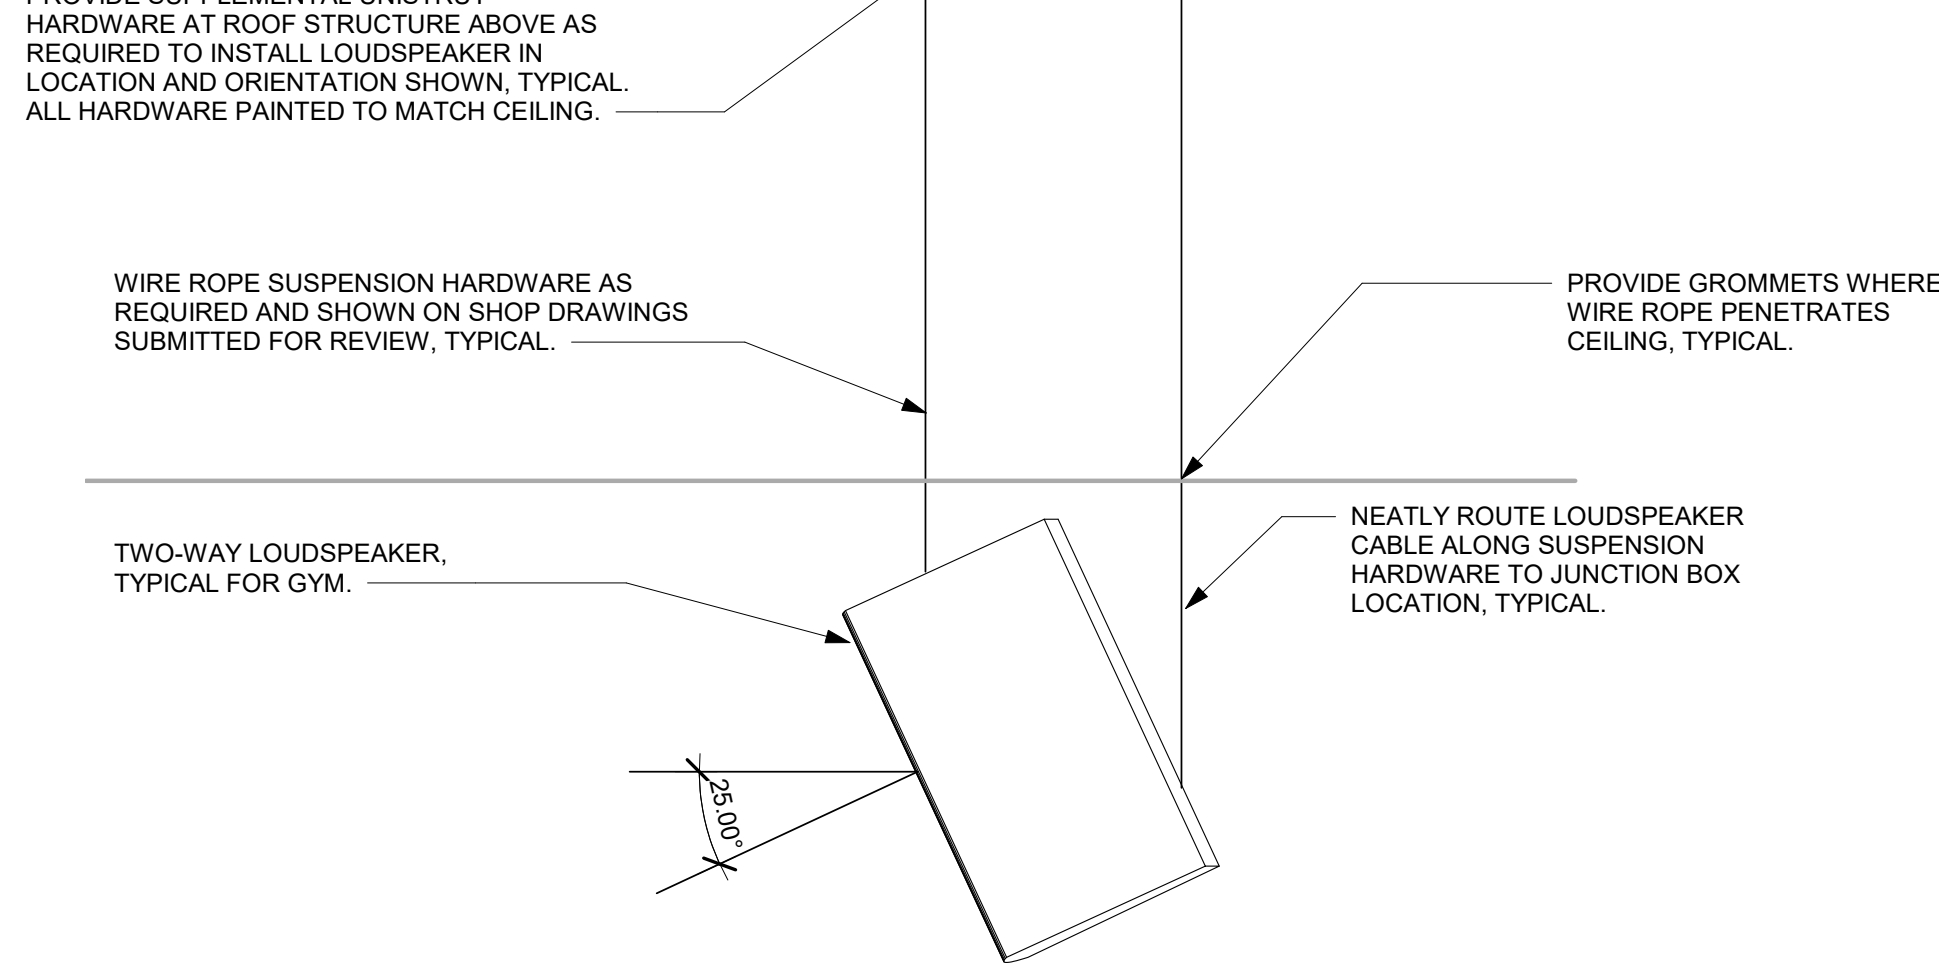 PROVIDE SUPPLEMENTAL UNISTRUT
HARDWARE AT ROOF STRUCTURE ABOVE AS
REQUIRED TO INSTALL LOUDSPEAKER IN
LOCATION AND ORIENTATION SHOWN, TYPICAL.
ALL HARDWARE PAINTED TO MATCH CEILING.
WIRE ROPE SUSPENSION HARDWARE AS
REQUIRED AND SHOWN ON SHOP DRAWINGS
SUBMITTED FOR REVIEW, TYPICAL.
PROVIDE GROMMETS WHERE
WIRE ROPE PENETRATES
CEILING, TYPICAL.
TWO-WAY LOUDSPEAKER,
TYPICAL FOR GYM.
NEATLY ROUTE LOUDSPEAKER
CABLE ALONG SUSPENSION
HARDWARE TO JUNCTION BOX
LOCATION, TYPICAL.
25.00°